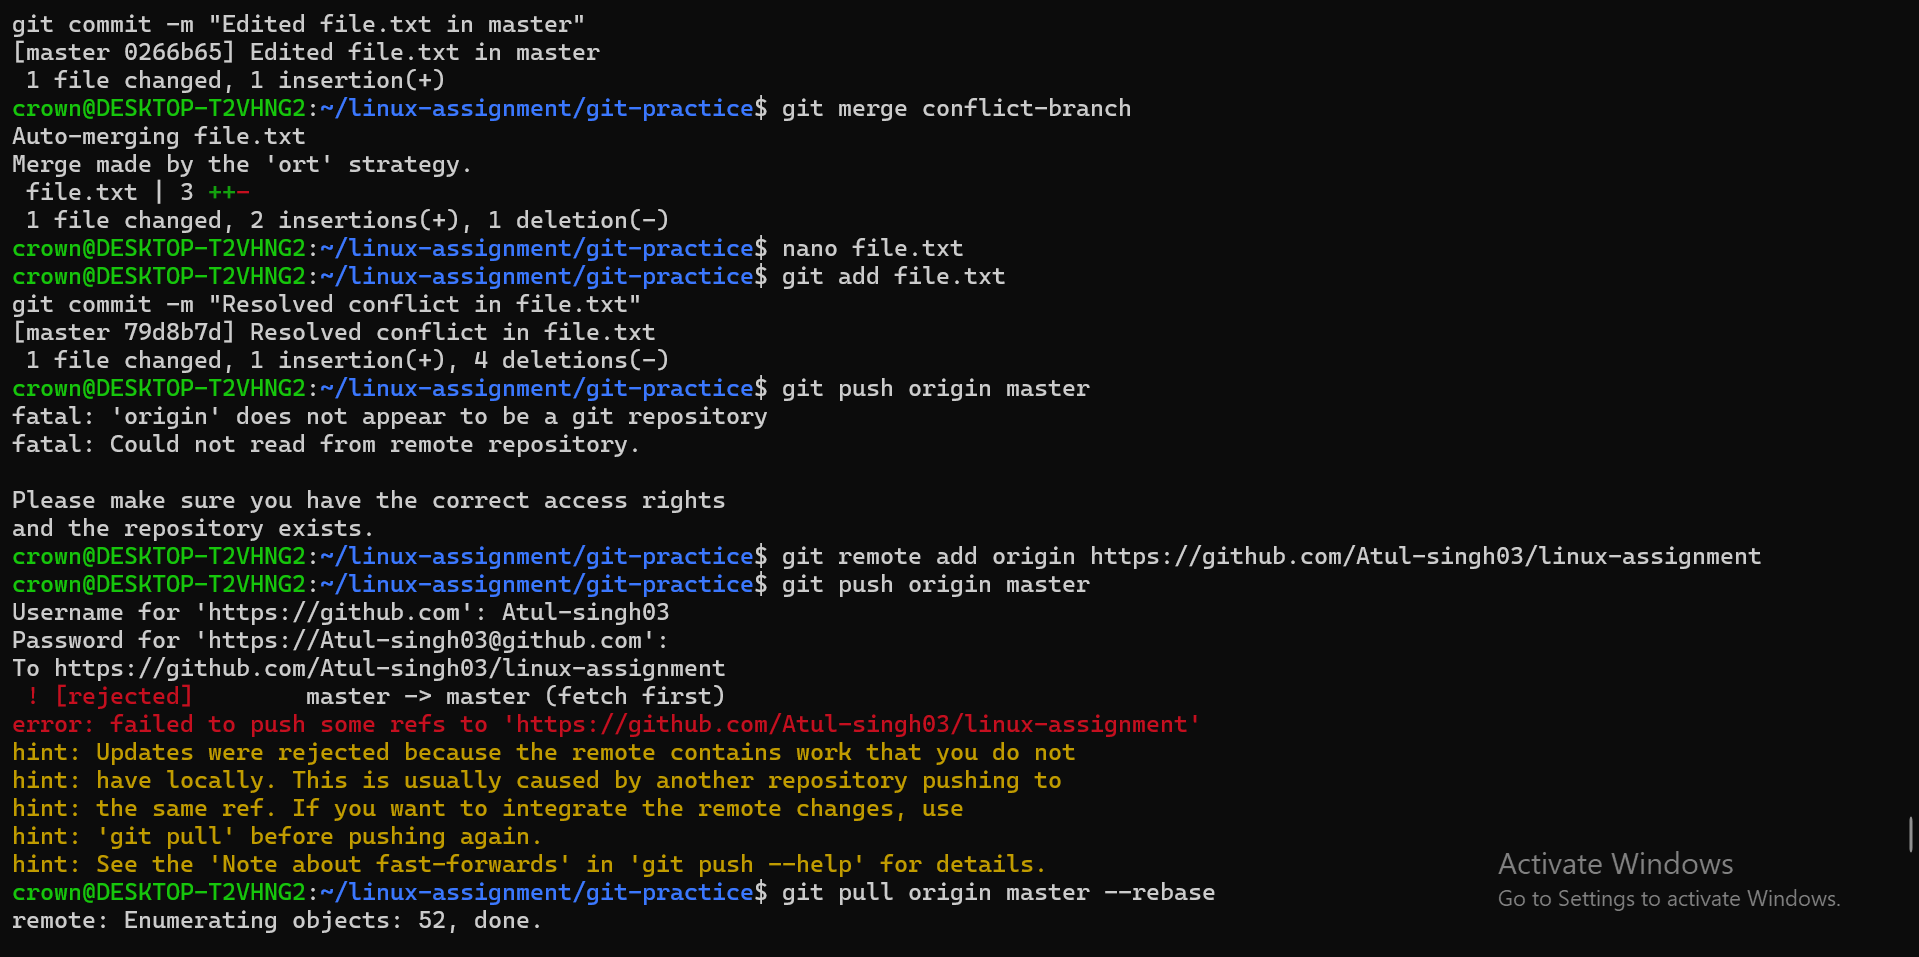 git commit -m "Edited file.txt in master"
[master 0266b65] Edited file.txt in master
 1 file changed, 1 insertion(+)
crown@DESKTOP-T2VHNG2:~/linux-assignment/git-practice$ git merge conflict-branch
Auto-merging file.txt
Merge made by the 'ort' strategy.
 file.txt | 3 ++-
 1 file changed, 2 insertions(+), 1 deletion(-)
crown@DESKTOP-T2VHNG2:~/linux-assignment/git-practice$ nano file.txt
crown@DESKTOP-T2VHNG2:~/linux-assignment/git-practice$ git add file.txt
git commit -m "Resolved conflict in file.txt"
[master 79d8b7d] Resolved conflict in file.txt
 1 file changed, 1 insertion(+), 4 deletions(-)
crown@DESKTOP-T2VHNG2:~/linux-assignment/git-practice$ git push origin master
fatal: 'origin' does not appear to be a git repository
fatal: Could not read from remote repository.

Please make sure you have the correct access rights
and the repository exists.
crown@DESKTOP-T2VHNG2:~/linux-assignment/git-practice$ git remote add origin https://github.com/Atul-singh03/linux-assignment
crown@DESKTOP-T2VHNG2:~/linux-assignment/git-practice$ git push origin master
Username for 'https://github.com': Atul-singh03
Password for 'https://Atul-singh03@github.com':
To https://github.com/Atul-singh03/linux-assignment
 ! [rejected]        master -> master (fetch first)
error: failed to push some refs to 'https://github.com/Atul-singh03/linux-assignment'
hint: Updates were rejected because the remote contains work that you do not
hint: have locally. This is usually caused by another repository pushing to
hint: the same ref. If you want to integrate the remote changes, use
hint: 'git pull' before pushing again.
hint: See the 'Note about fast-forwards' in 'git push --help' for details.
crown@DESKTOP-T2VHNG2:~/linux-assignment/git-practice$ git pull origin master --rebase
remote: Enumerating objects: 52, done.
Activate Windows
Go to Settings to activate Windows.